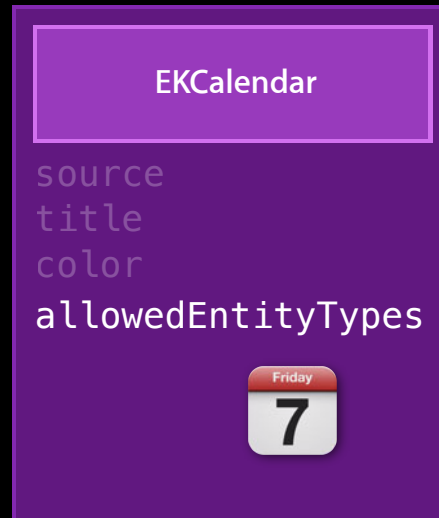 EKCalendar
source
title
color
allowedEntityTypes
Friday
7